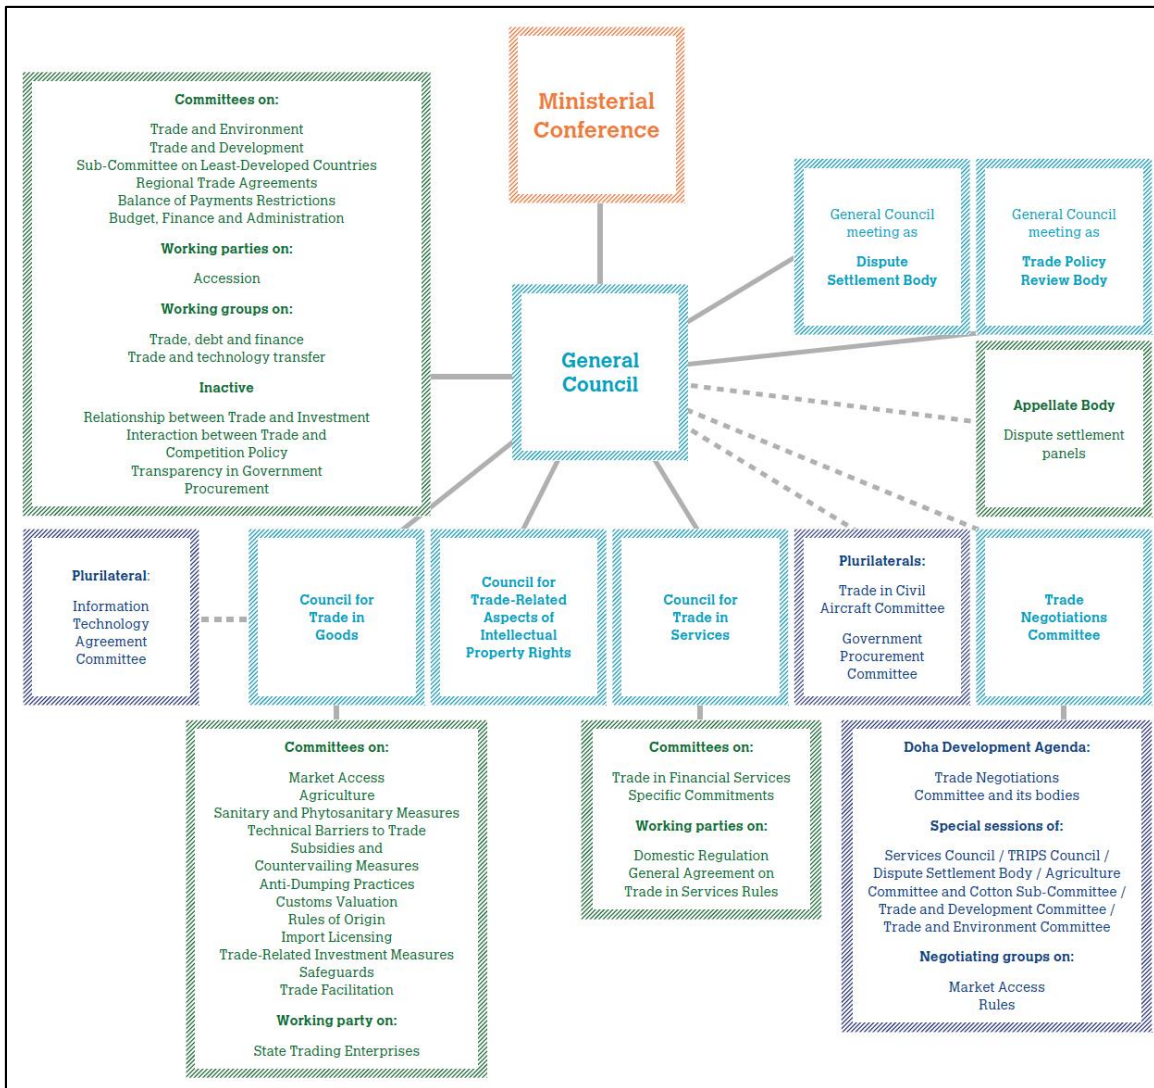 Ministerial
Conference
Committees on:
Trade and Environment
Trade and Development
Sub-Committee on Least-Developed Countries
Regional Trade Agreements
Balance of Payments Restrictions
Budget, Finance and Administration
Working parties on:
Accession
Working groups on:
Trade, debt and finance
Trade and technology transfer
Inactive
Relationship between Trade and Investment
Interaction between Trade and
Competition Policy
Transparency in Government
Procurement
General Council
meeting as
Dispute
Settlement Body
General Council
meeting as
Trade Policy
Review Body
General
Council
Appellate Body
Dispute settlement
panels
Plurilateral:
Information
Technology
Agreement
Committee
Council for
Trade in
Goods
Council for
Trade-Related
Aspects of
Intellectual
Property Rights
Council for
Trade in
Services
Plurilaterals:
Trade in Civil
Aircraft Committee
Government
Procurement
Committee
Trade
Negotiations
Committee
Committees on:
Market Access
Agriculture
Sanitary and Phytosanitary Measures
Technical Barriers to Trade
Subsidies and
Countervailing Measures
Anti-Dumping Practices
Customs Valuation
Rules of Origin
Import Licensing
Trade-Related Investment Measures
Safeguards
Trade Facilitation
Working party on:
State Trading Enterprises
Committees on:
Trade in Financial Services
Specific Commitments
Working parties on:
Domestic Regulation
General Agreement on
Trade in Services Rules
Doha Development Agenda:
Trade Negotiations
Committee and its bodies
Special sessions of:
Services Council / TRIPS Council /
Dispute Settlement Body / Agriculture
Committee and Cotton Sub-Committee /
Trade and Development Committee /
Trade and Environment Committee
Negotiating groups on:
Market Access
Rules